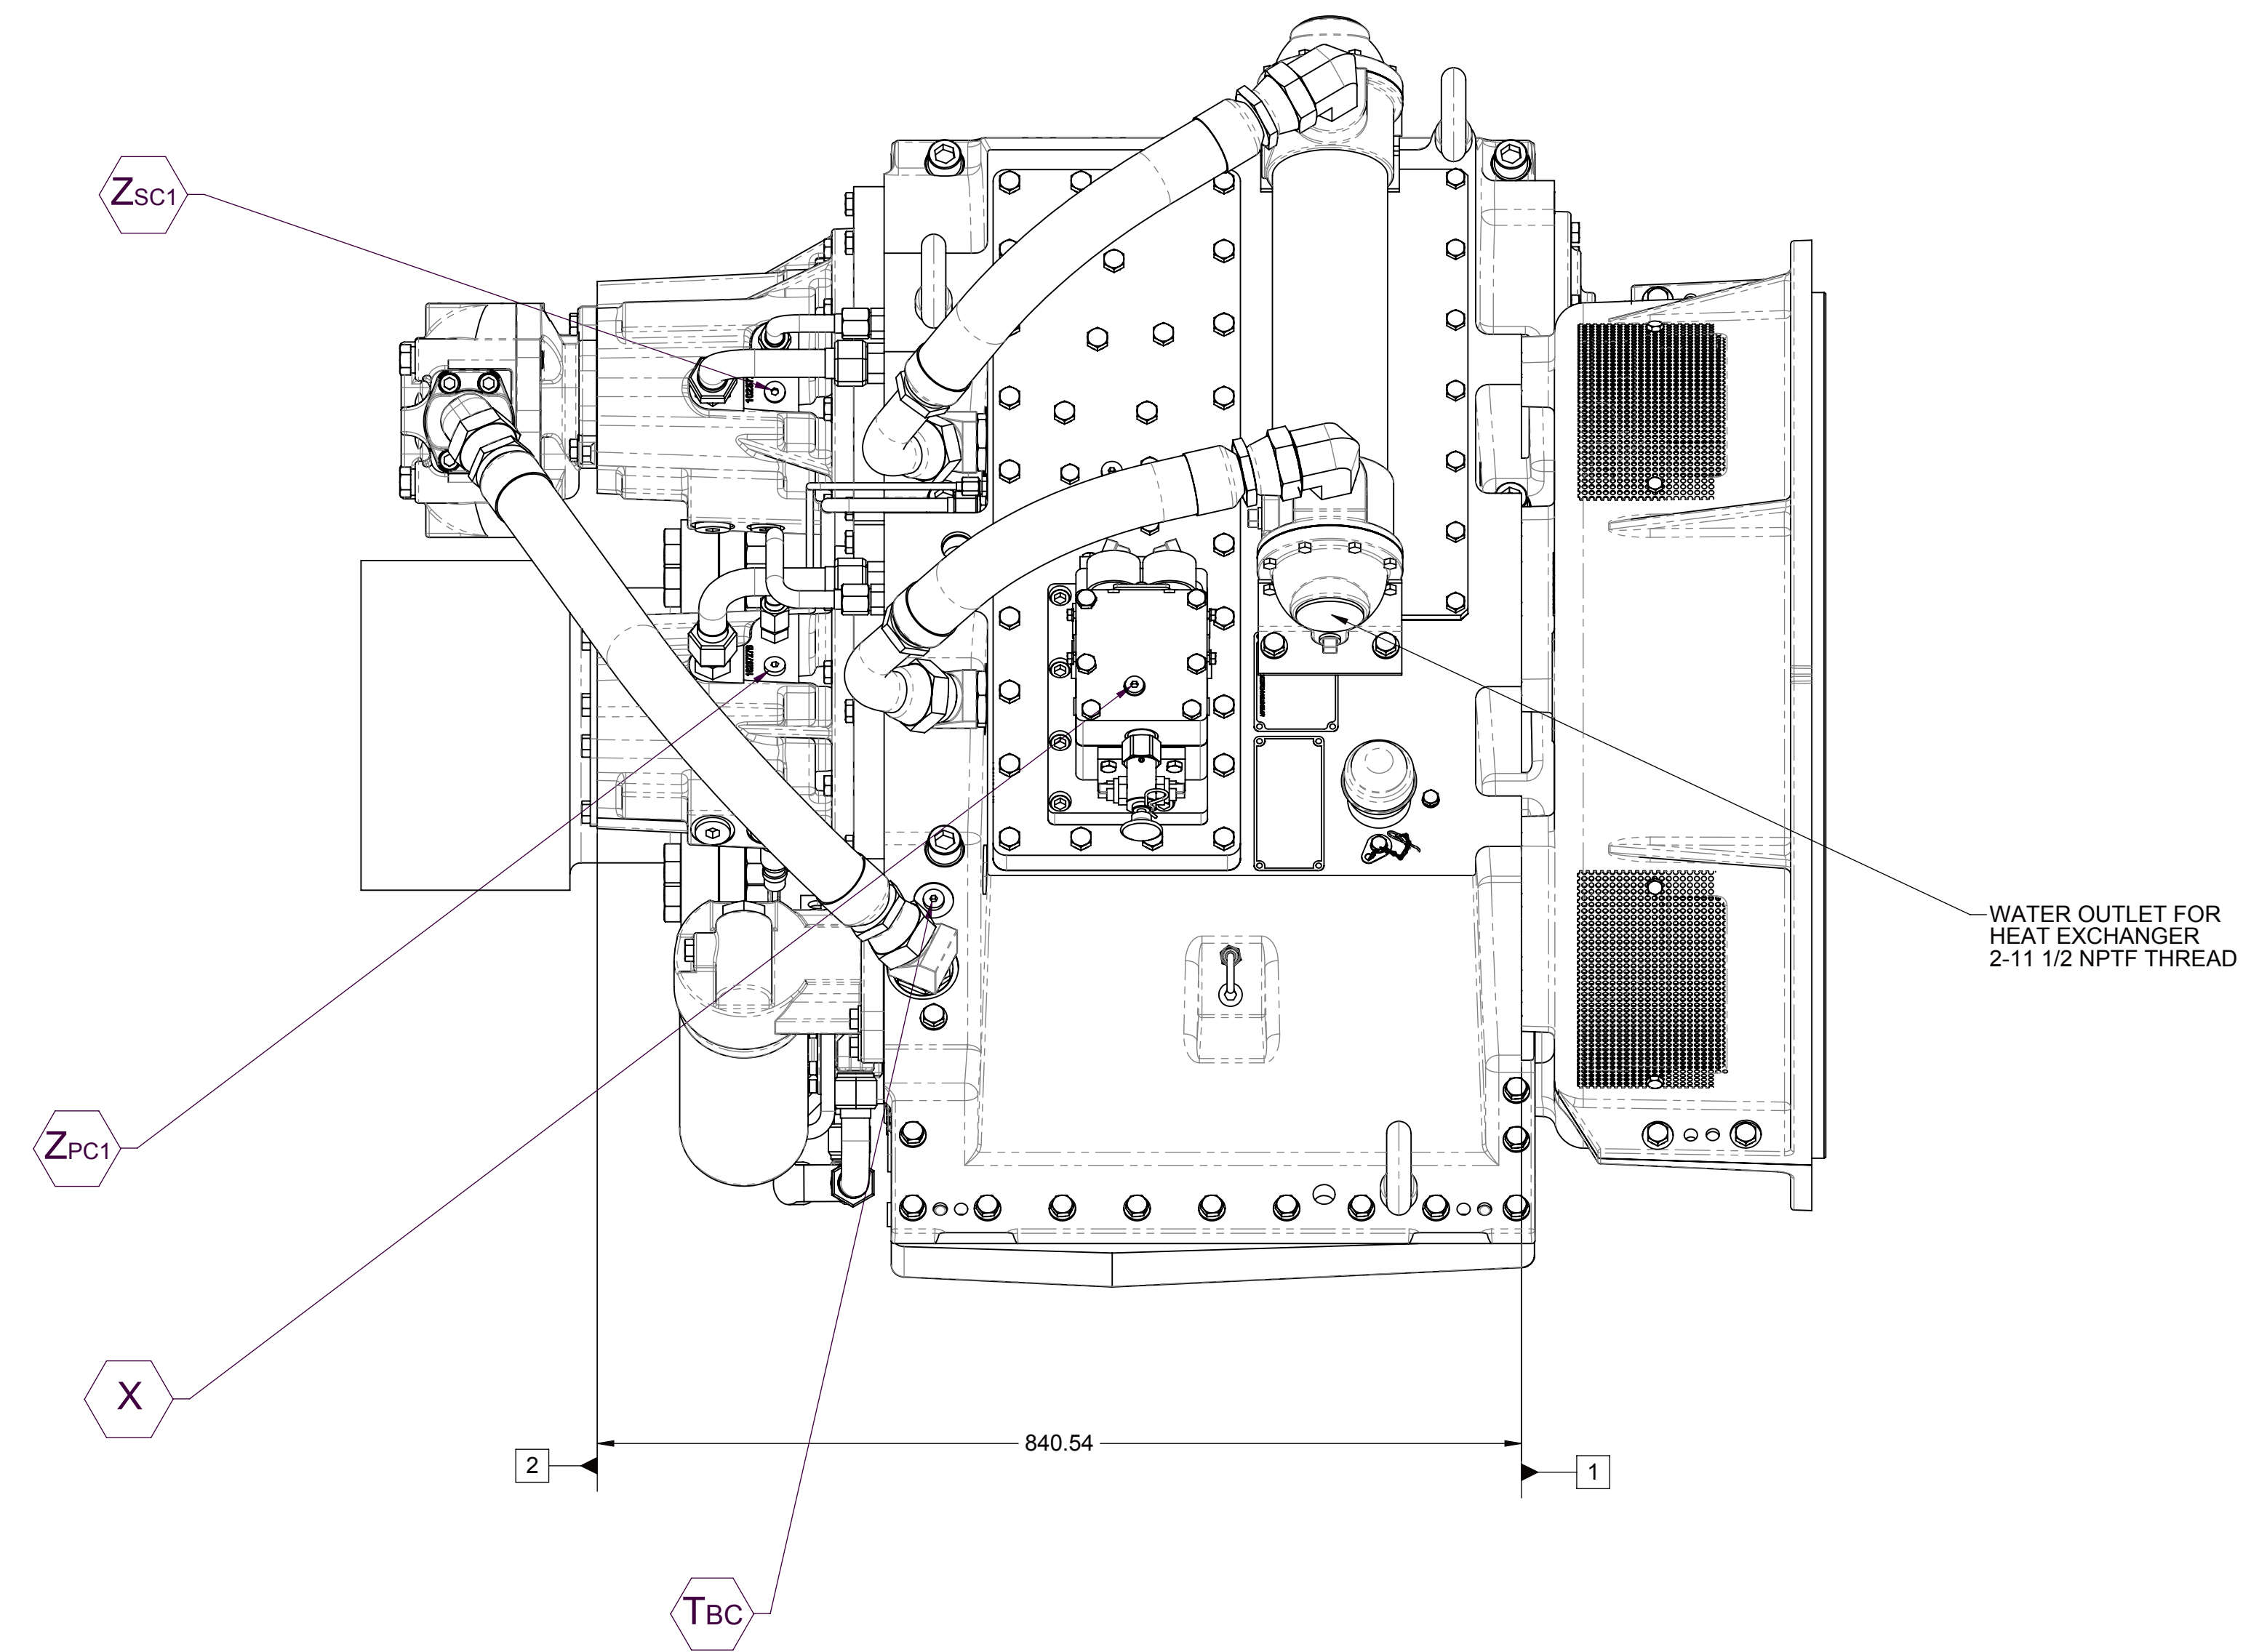 ZSC1
WATER OUTLET FOR
HEAT EXCHANGER
2-11 1/2 NPTF THREAD
ZPC1
X
840.54
2
1
TBC